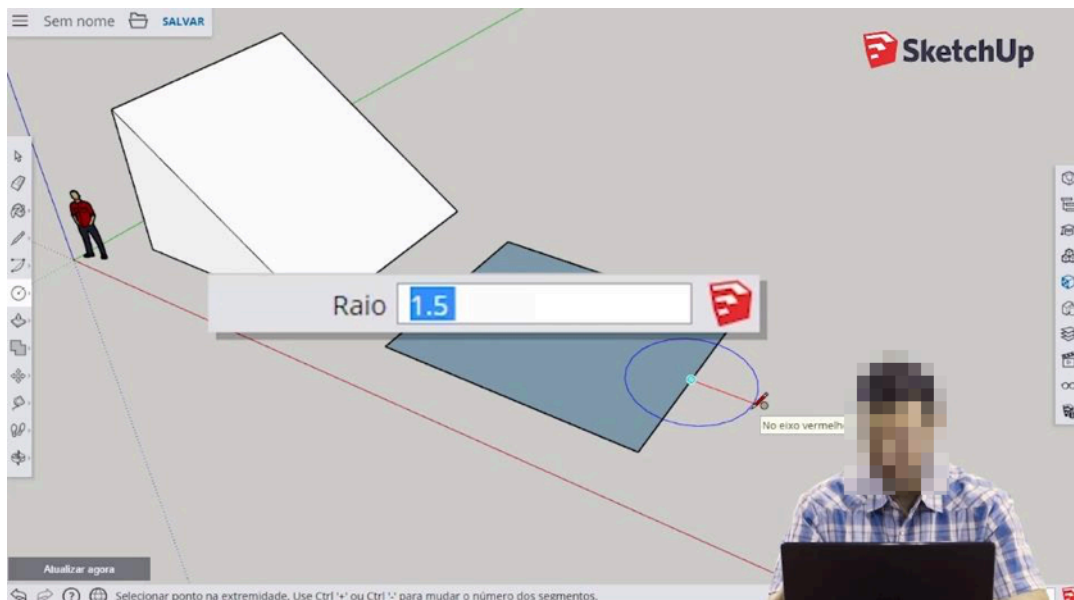 Sem nome SALVAR
SketchUp
Raio 1.5
No eixo vermelh
Atualizar agora
Selecionar ponto na extremidade. Use Ctrl '+' ou Ctrl '-' para mudar o número dos segmentos.